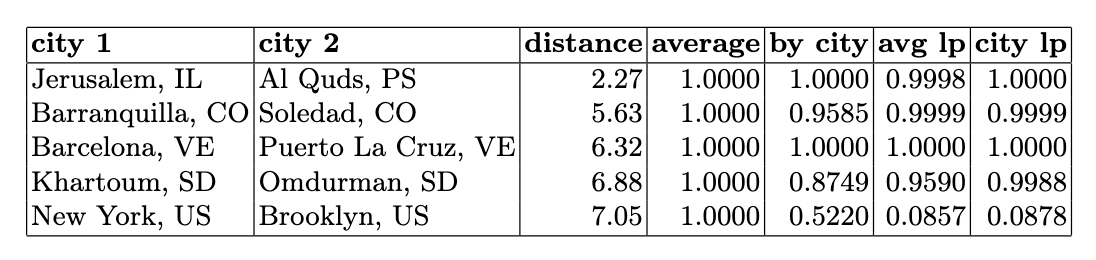 city 1 city 2 distance average by city avg lp city lp
Jerusalem, IL Al Quds, PS 2.27 1.0000 1.0000 0.9998 1.0000
Barranquilla, CO Soledad, CO 5.63 1.0000 0.9585 0.9999 0.9999
Barcelona, VE Puerto La Cruz, VE 6.32 1.0000 1.0000 1.0000 1.0000
Khartoum, SD Omdurman, SD 6.88 1.0000 0.8749 0.9590 0.9988
New York, US Brooklyn, US 7.05 1.0000 0.5220 0.0857 0.0878